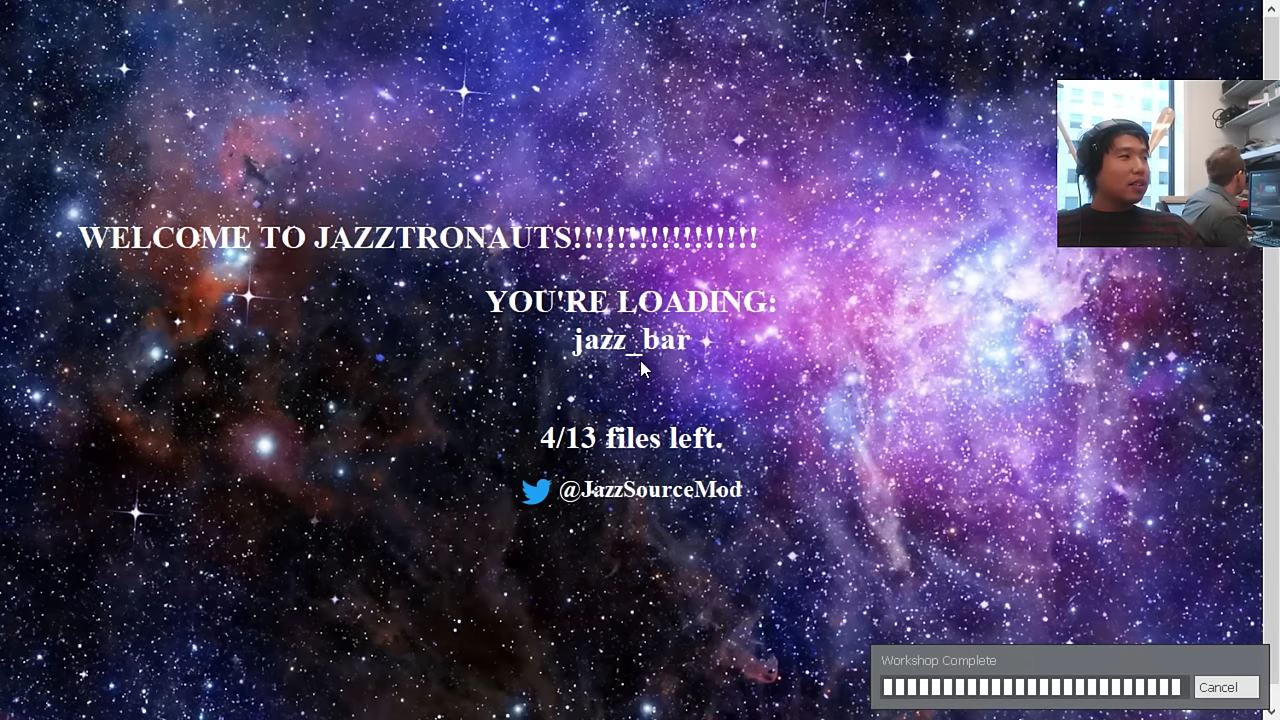 WELCOME TO JAZZTRONAUTS!!!!!!!!!!!!!!!!!
YOU'RE LOADING:
jazz_bar
4/13 files left.
@JazzSourceMod
Workshop Complete
Cancel